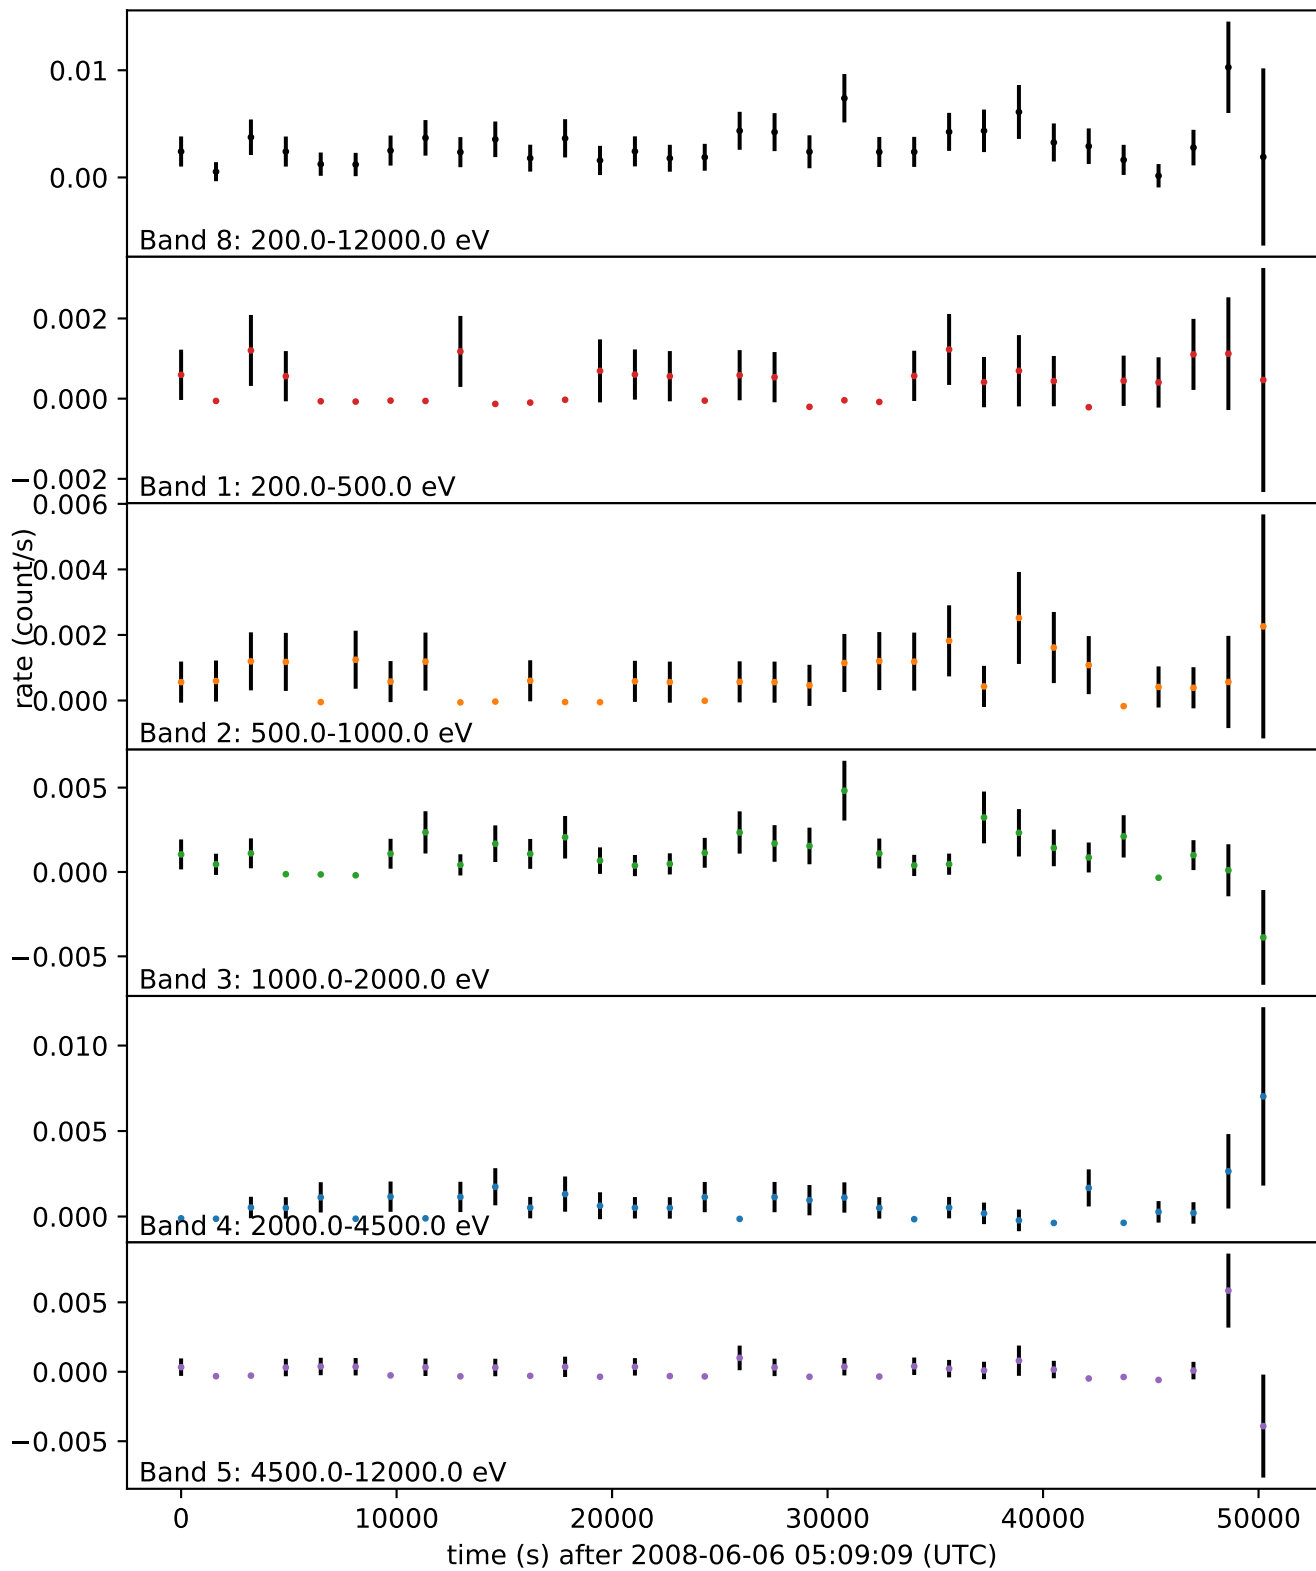 0.01
0.00
Band 8: 200.0-12000.0 eV
0.002
0.000
−0.002
Band 1: 200.0-500.0 eV
0.006
0.004
0.002
0.000
rate (count/s)
Band 2: 500.0-1000.0 eV
0.005
0.000
−0.005
Band 3: 1000.0-2000.0 eV
0.010
0.005
0.000
Band 4: 2000.0-4500.0 eV
0.005
0.000
−0.005
Band 5: 4500.0-12000.0 eV
0 10000 20000 30000 40000 50000
time (s) after 2008-06-06 05:09:09 (UTC)